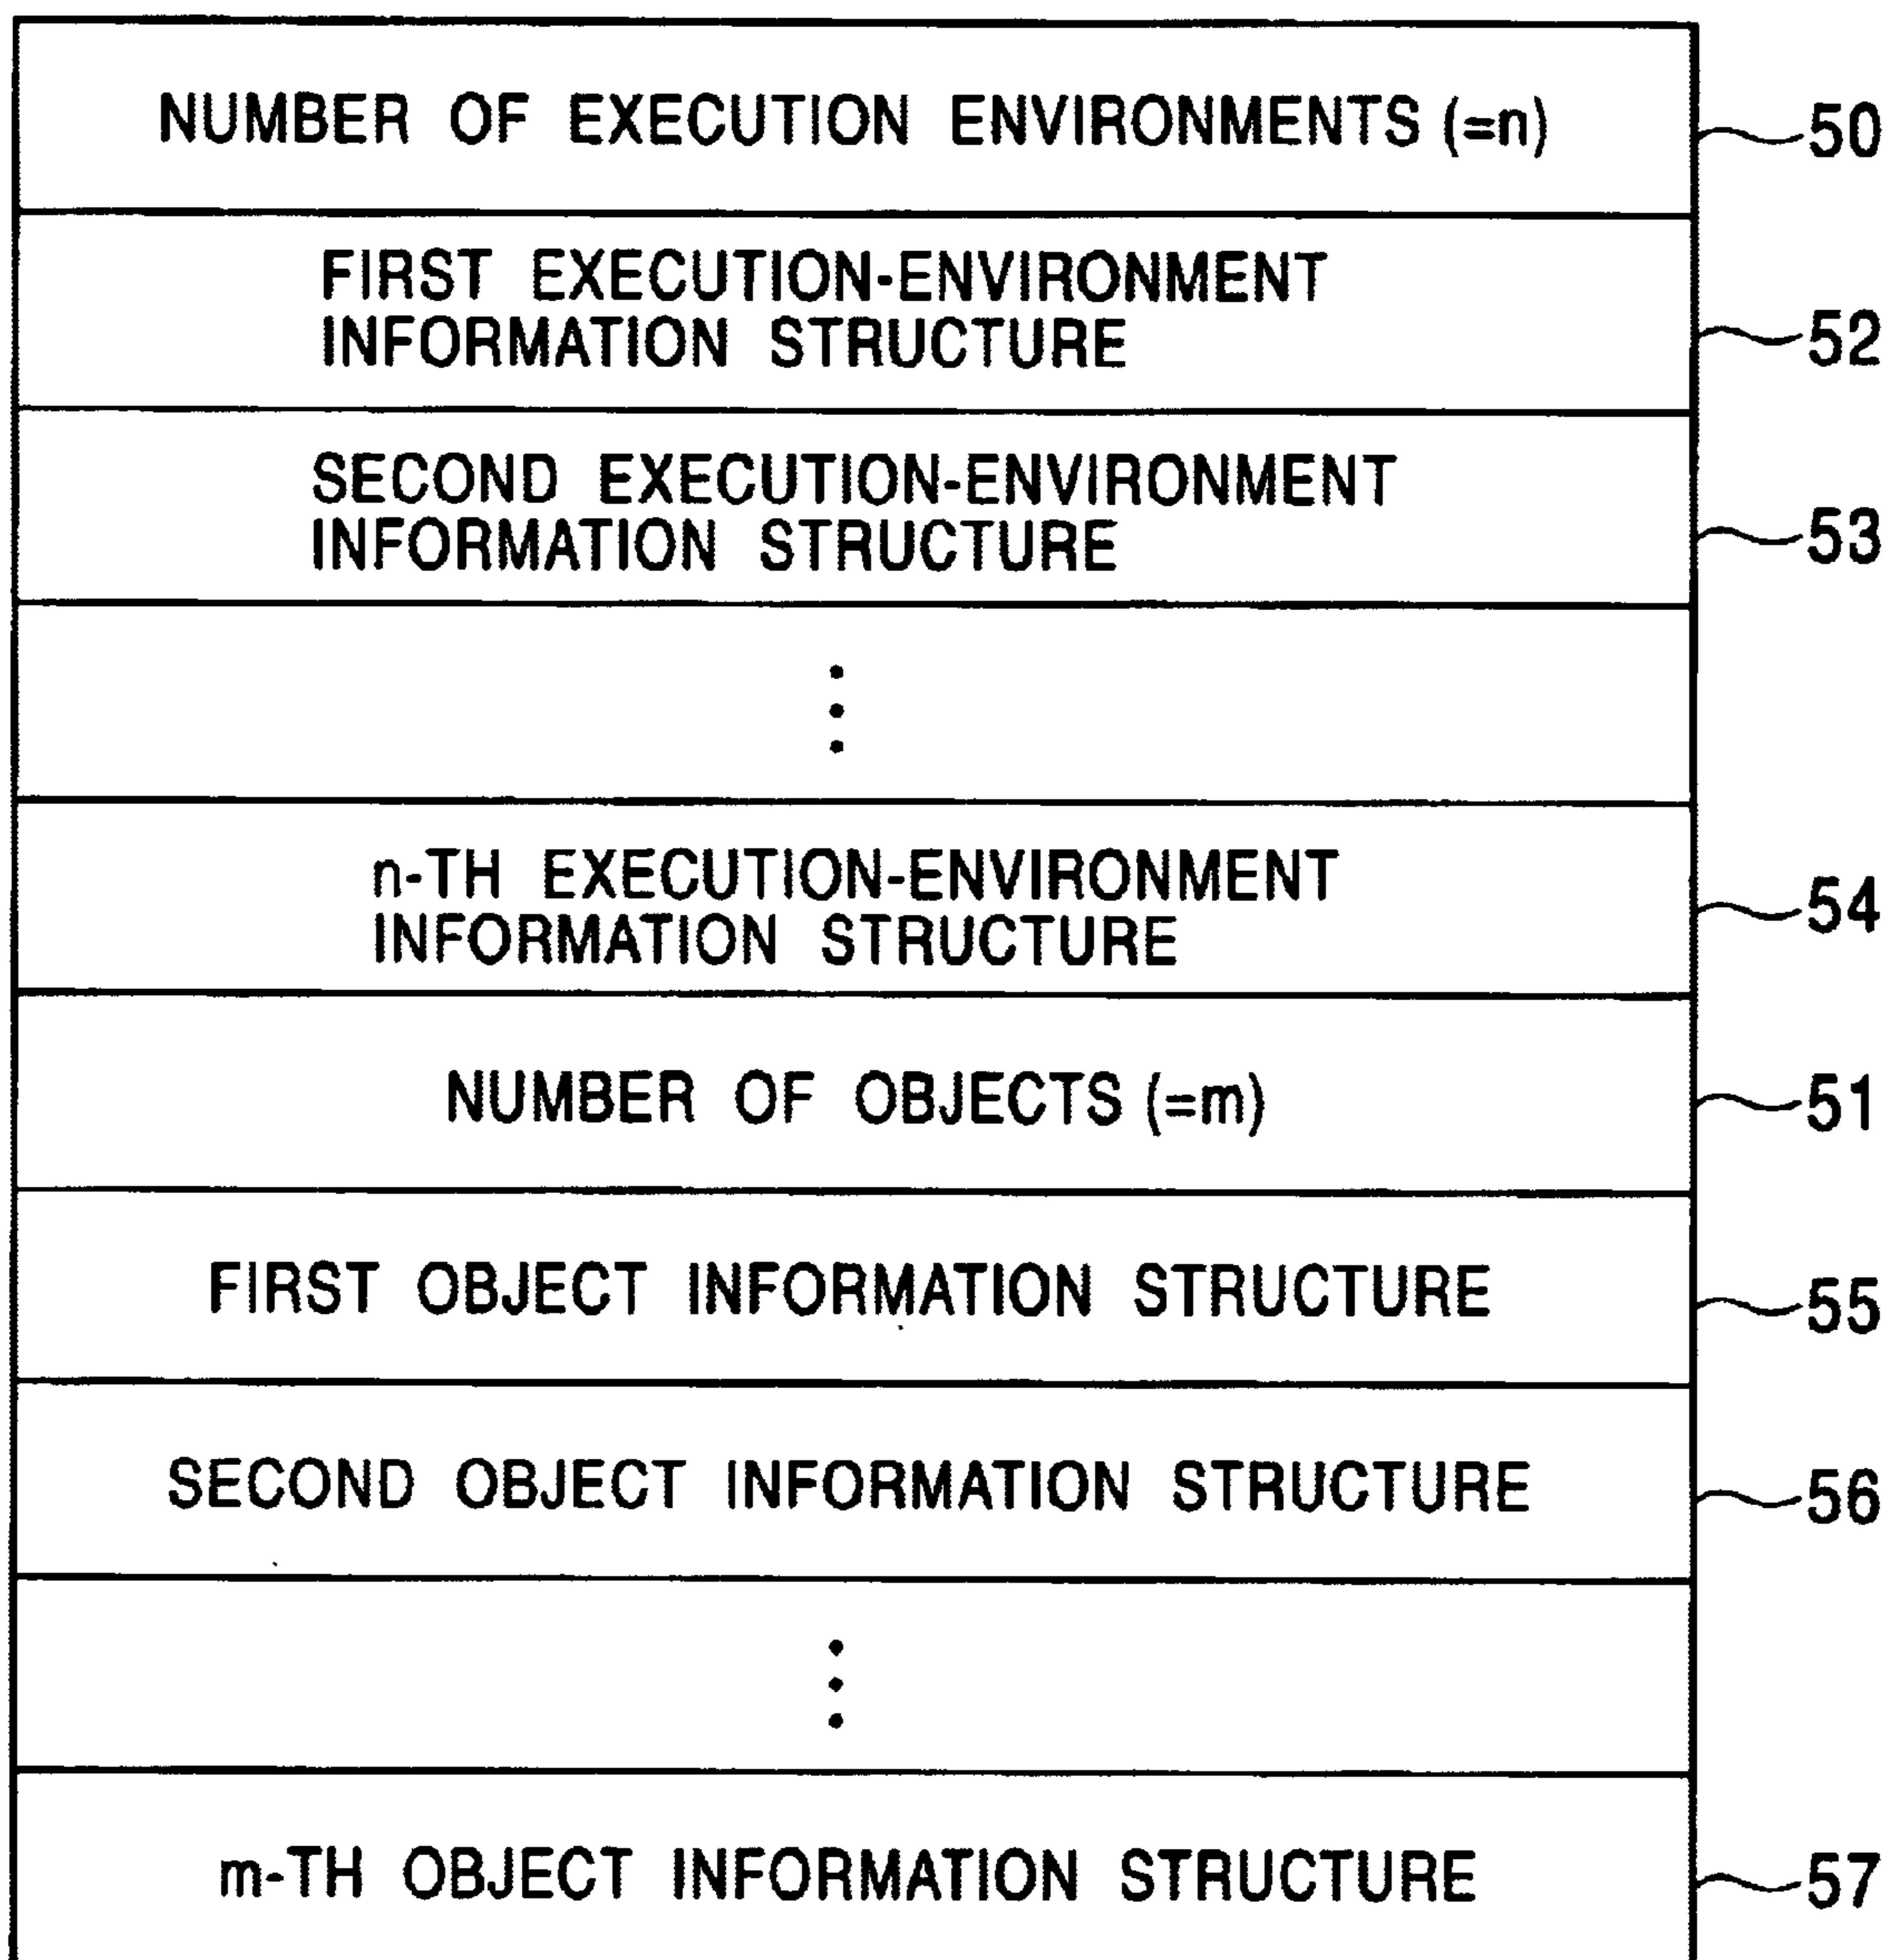 NUMBER OF EXECUTION ENVIRONMENTS (=n) 50
FIRST EXECUTION-ENVIRONMENT
INFORMATION STRUCTURE 52
SECOND EXECUTION-ENVIRONMENT
INFORMATION STRUCTURE 53
n-TH EXECUTION-ENVIRONMENT
INFORMATION STRUCTURE 54
NUMBER OF OBJECTS (=m) 51
FIRST OBJECT INFORMATION STRUCTURE 55
SECOND OBJECT INFORMATION STRUCTURE 56
m-TH OBJECT INFORMATION STRUCTURE 57